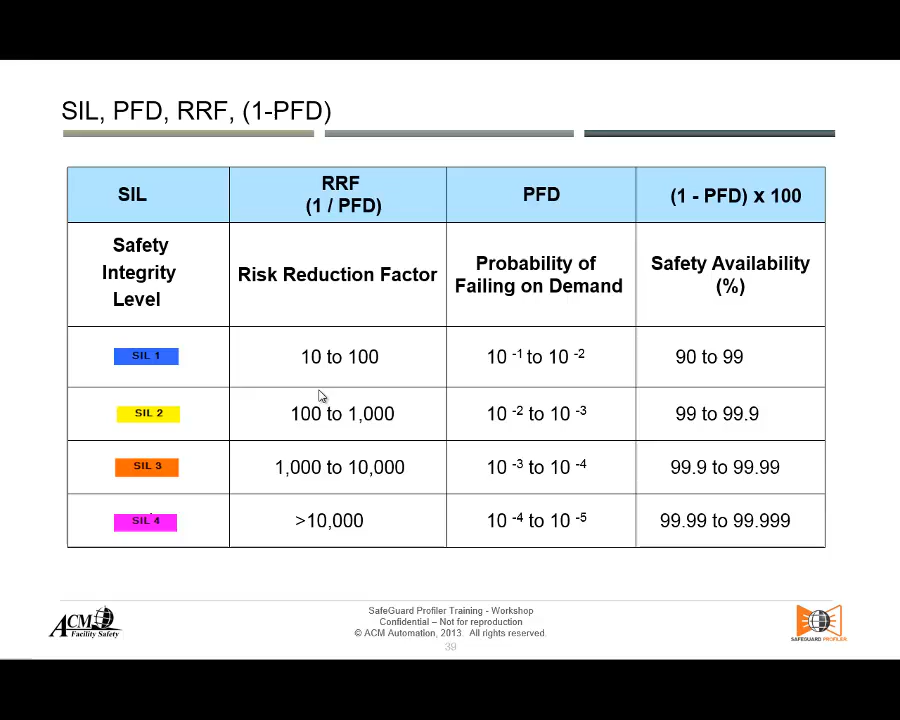 SIL, PFD, RRF, (1-PFD)
SIL
RRF
(1 / PFD)
PFD
(1 - PFD) x 100
Safety
Integrity
Level
Risk Reduction Factor
Probability of
Failing on Demand
Safety Availability
(%)
SIL 1
10 to 100
10 -1 to 10 -2
90 to 99
SIL 2
100 to 1,000
10 -2 to 10 -3
99 to 99.9
SIL 3
1,000 to 10,000
10 -3 to 10 -4
99.9 to 99.99
SIL 4
>10,000
10 -4 to 10 -5
99.99 to 99.999
ACM
Facility Safety
SafeGuard Profiler Training - Workshop
Confidential – Not for reproduction
© ACM Automation, 2013. All rights reserved.
39
SAFEGUARD PROFILER